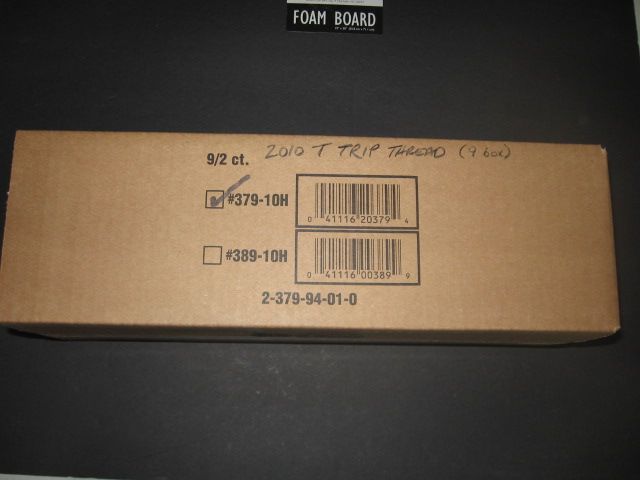 FOAM BOARD
9/2 ct. 2010 T TRIP THREAD (9 box)
#379-10H
0 41116 20379 4
#389-10H
0 41116 00389 9
2-379-94-01-0